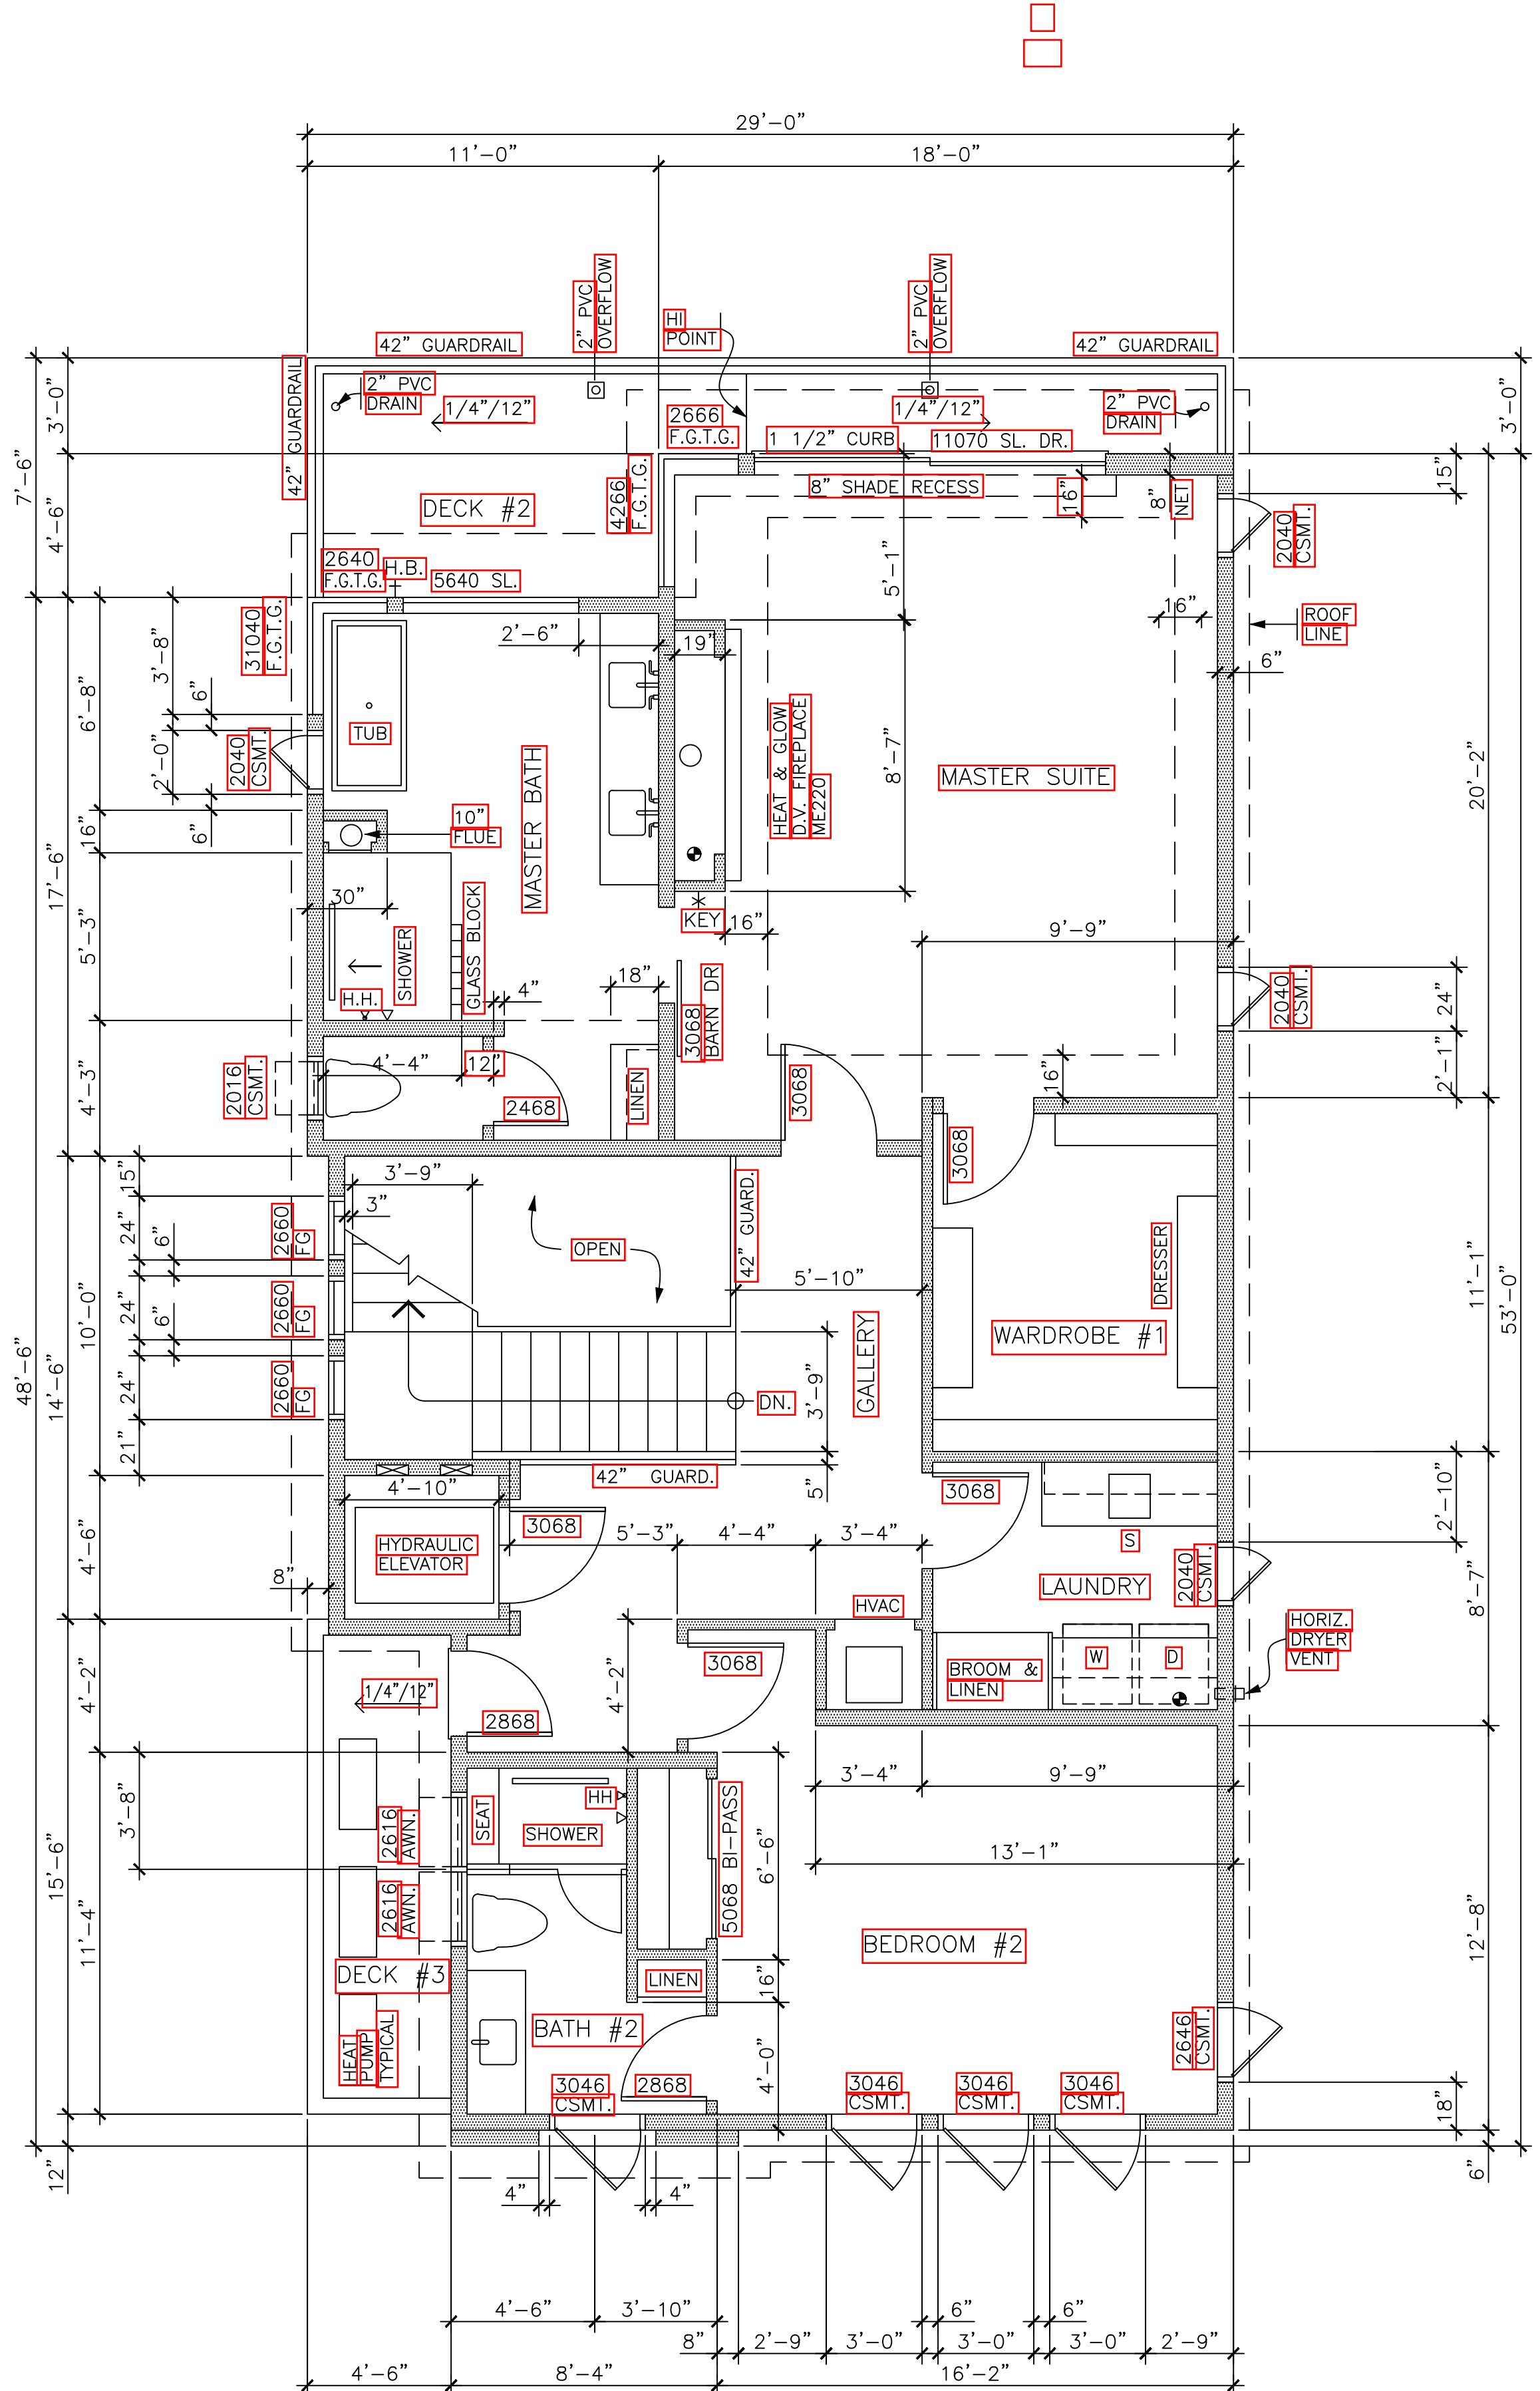 29'-0"
11'-0"
18'-0"
2" PVC
OVERFLOW
2" PVC
OVERFLOW
HI
POINT
42" GUARDRAIL
42" GUARDRAIL
42" GUARDRAIL
2" PVC
DRAIN
1/4"/12"
2666
F.G.T.G.
1/4"/12"
2" PVC
DRAIN
1 1/2" CURB
11070 SL. DR.
3'-0"
3'-0"
7'-6"
4'-6"
DECK #2
4266
F.G.T.G.
8" SHADE RECESS
16"
8"
NET
15"
2040
CSMT.
2640
F.G.T.G.
H.B.
5640 SL.
5'-1"
31040
F.G.T.G.
3'-8"
6'-8"
6"
2'-6"
19"
16"
ROOF
LINE
6"
TUB
2040
CSMT.
2'-0"
6"
16"
17'-6"
MASTER BATH
HEAT & GLOW
D.V. FIREPLACE
ME220
8'-7"
MASTER SUITE
20'-2"
10"
FLUE
30"
SHOWER
GLASS BLOCK
H.H.
KEY
16"
9'-9"
5'-3"
4"
18"
3068
BARN DR
2040
CSMT.
24"
2'-1"
2016
CSMT.
4'-3"
4'-4"
12"
2468
LINEN
3068
16"
3068
15"
3'-9"
3"
42" GUARD.
24"
6"
2660
FG
OPEN
5'-10"
DRESSER
11'-1"
53'-0"
24"
6"
2660
FG
10'-0"
WARDROBE #1
GALLERY
48'-6"
14'-6"
24"
2660
FG
DN.
3'-9"
21"
42"  GUARD.
5"
4'-10"
3068
2'-10"
3068
5'-3"
4'-4"
3'-4"
HYDRAULIC
ELEVATOR
4'-6"
8"
S
LAUNDRY
2040
CSMT.
8'-7"
HVAC
HORIZ.
DRYER
VENT
4'-2"
3068
BROOM &
LINEN
W
D
4'-2"
1/4"/12"
2868
3'-4"
9'-9"
3'-8"
SEAT
HH
SHOWER
5068 BI-PASS
6'-6"
13'-1"
2616
AWN.
15'-6"
11'-4"
2616
AWN.
12'-8"
BEDROOM #2
DECK #3
LINEN
16"
HEAT
PUMP
TYPICAL
BATH #2
4'-0"
2646
CSMT.
3046
CSMT.
2868
3046
CSMT.
3046
CSMT.
3046
CSMT.
18"
12"
6"
4"
4"
4'-6"
3'-10"
6"
6"
8"
2'-9"
3'-0"
3'-0"
3'-0"
2'-9"
4'-6"
8'-4"
16'-2"